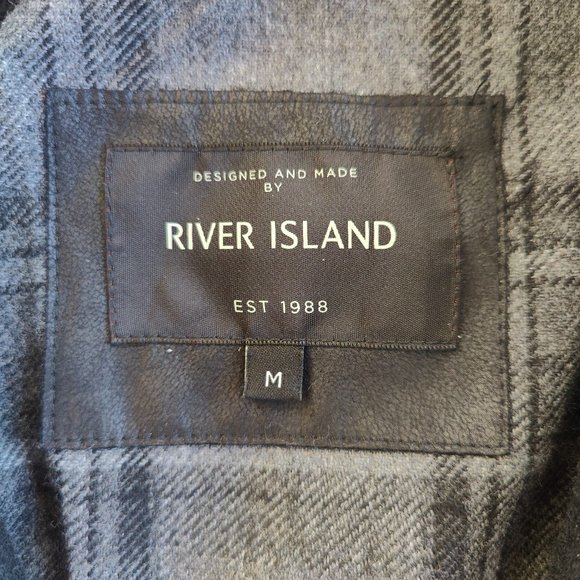 DESIGNED AND MADE
BY
RIVER ISLAND
EST 1988
M